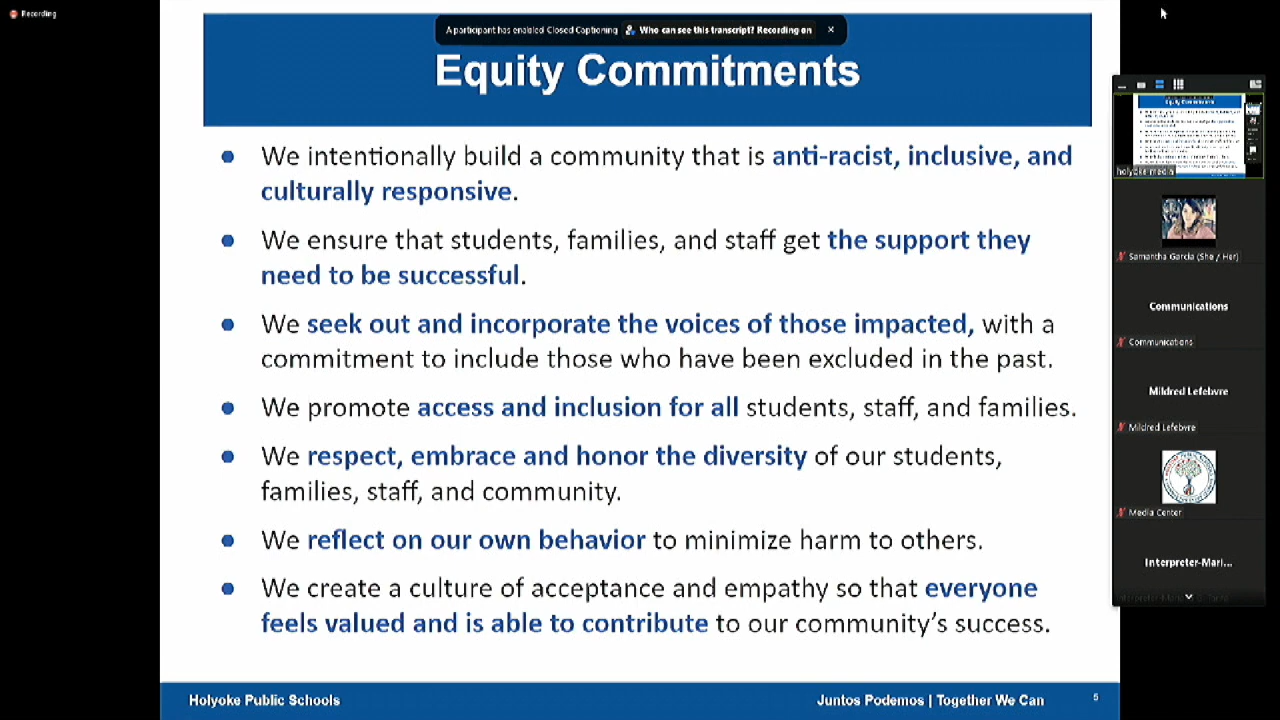 Recording
A participant has enabled Closed Captioning Who can see this transcript? Recording on
Equity Commitments
We intentionally build a community that is anti-racist, inclusive, and
culturally responsive.
We ensure that students, families, and staff get the support they
need to be successful.
We seek out and incorporate the voices of those impacted, with a
commitment to include those who have been excluded in the past.
We promote access and inclusion for all students, staff, and families.
We respect, embrace and honor the diversity of our students,
families, staff, and community.
We reflect on our own behavior to minimize harm to others.
We create a culture of acceptance and empathy so that everyone
feels valued and is able to contribute to our community's success.
Holyoke Public Schools
Juntos Podemos | Together We Can
5
Equity Commitments
holyoke media
Samantha Garcia (She / Her)
Communications
Communications
Mildred Lefebvre
Mildred Lefebvre
Media Center
Interpreter-Mari...